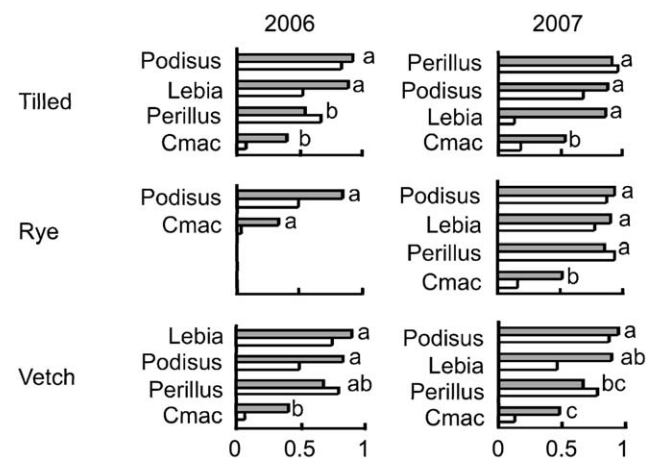 2006 2007
Tilled
Podisus a
Lebia a
Perillus b
Cmac b
Perillus a
Podisus a
Lebia a
Cmac b
Rye
Podisus a
Cmac a
Podisus a
Lebia a
Perillus a
Cmac b
Vetch
Lebia a
Podisus a
Perillus ab
Cmac b
0 0.5 1
Podisus a
Lebia ab
Perillus bc
Cmac c
0 0.5 1